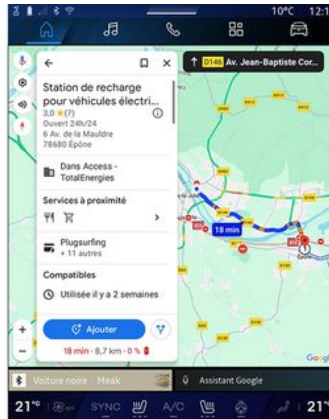 10°C 12:1
←
D146 Av. Jean-Baptiste Cor...
Station de recharge
pour véhicules électri...
3,0 ★(7)
Ouvert 24h/24
6 Av. de la Mauldre
78680 Épône
Dans Access -
TotalEnergies
Services à proximité
Plugsurfing
+ 11 autres
Compatibles
Utilisée il y a 2 semaines
Ajouter
18 min · 8,7 km · 0 %
18 min
Épône
Voiture noire · Meak
Assistant Google
21° SYNC A/C 21°